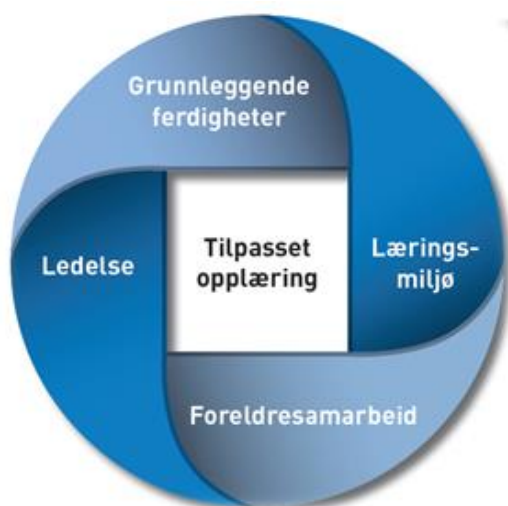 Grunnleggende
ferdigheter
Ledelse
Tilpasset
opplæring
Lærings-
miljø
Foreldresamarbeid